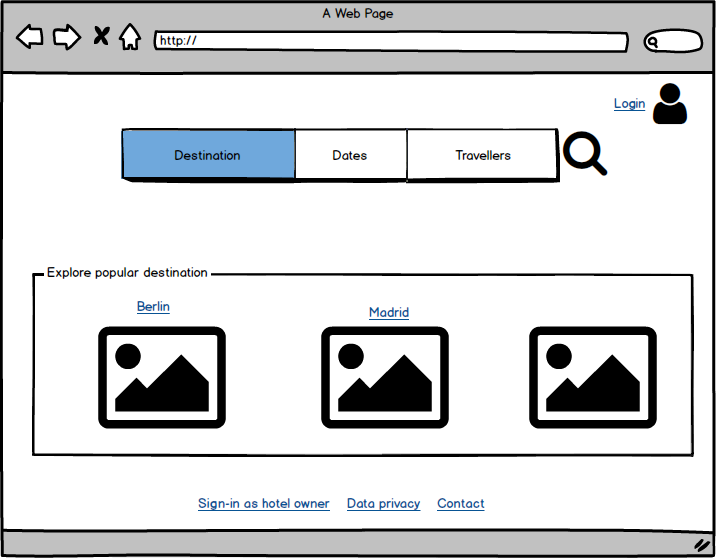 A Web Page
http://
Login
Destination Dates Travellers
Explore popular destination
Berlin
Madrid
Sign-in as hotel owner Data privacy Contact